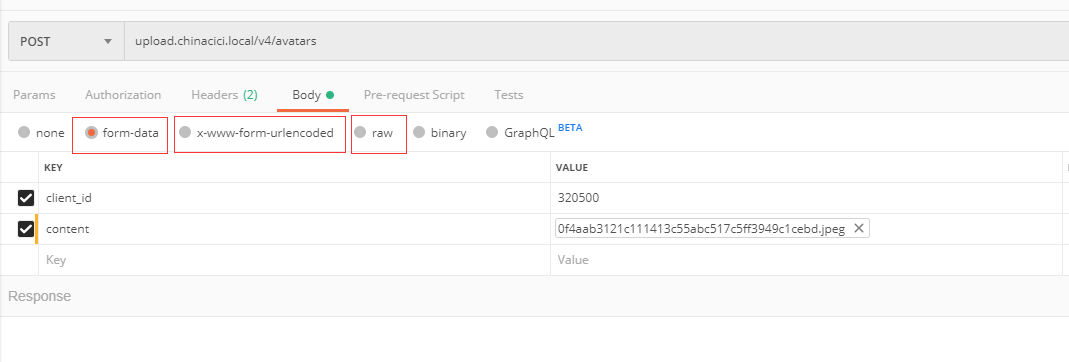 POST upload.chinacici.local/v4/avatars
Params Authorization Headers (2) Body Pre-request Script Tests
none form-data x-www-form-urlencoded raw binary GraphQL BETA
KEY VALUE
client_id 320500
content 0f4aab3121c111413c55abc517c5ff3949c1cebd.jpeg
Key Value
Response